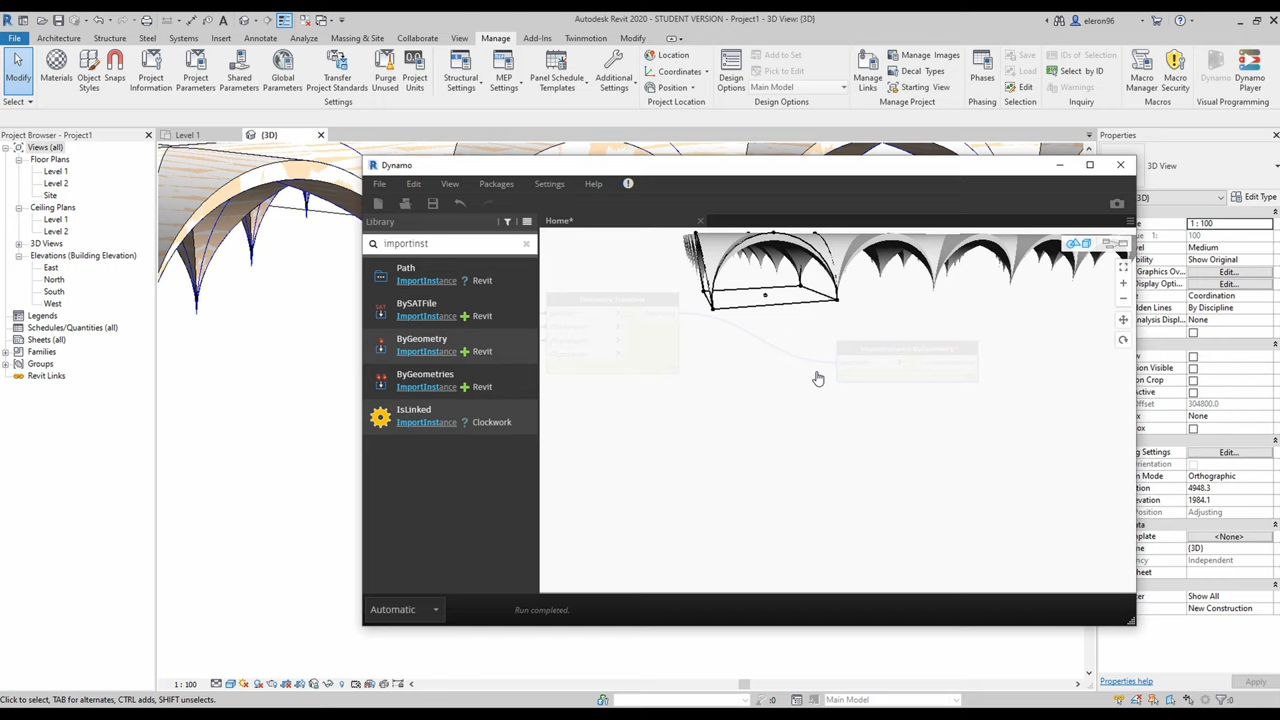 Autodesk Revit 2020 - STUDENT VERSION - Project1 - 3D View: {3D}
eleron96
File
Architecture
Structure
Steel
Systems
Insert
Annotate
Analyze
Massing & Site
Collaborate
View
Manage
Add-Ins
Twinmotion
Modify
Modify
Materials
Object Styles
Snaps
Project Information
Project Parameters
Shared Parameters
Global Parameters
Transfer Project Standards
Purge Unused
Project Units
Structural Settings
MEP Settings
Panel Schedule Templates
Additional Settings
Location
Coordinates
Position
Design Options
Add to Set
Pick to Edit
Main Model
Manage Links
Manage Images
Decal Types
Starting View
Phases
Save
Load
Edit
IDs of Selection
Select by ID
Warnings
Macro Manager
Macro Security
Dynamo
Dynamo Player
Select
Settings
Project Location
Design Options
Manage Project
Phasing
Selection
Inquiry
Macros
Visual Programming
Project Browser - Project1
Level 1
{3D}
Properties
Views (all)
Floor Plans
Level 1
Level 2
Site
Ceiling Plans
Level 1
Level 2
3D Views
Elevations (Building Elevation)
East
North
South
West
Legends
Schedules/Quantities (all)
Sheets (all)
Families
Groups
Revit Links
Dynamo
File
Edit
View
Packages
Settings
Help
Library
Home*
importinst
Path
ImportInstance ? Revit
BySATFile
ImportInstance + Revit
ByGeometry
ImportInstance + Revit
ByGeometries
ImportInstance + Revit
IsLinked
ImportInstance ? Clockwork
ImportInstance.ByGeometry
Automatic
Run completed.
3D View
{3D}
Edit Type
1 : 100
100
Medium
Show Original
Edit...
Edit...
Coordination
By Discipline
None
304800.0
None
Edit...
Orthographic
4948.3
1984.1
Adjusting
<None>
{3D}
Independent
Show All
New Construction
Properties help
Apply
1 : 100
Click to select, TAB for alternates, CTRL adds, SHIFT unselects.
:0
Main Model
:0